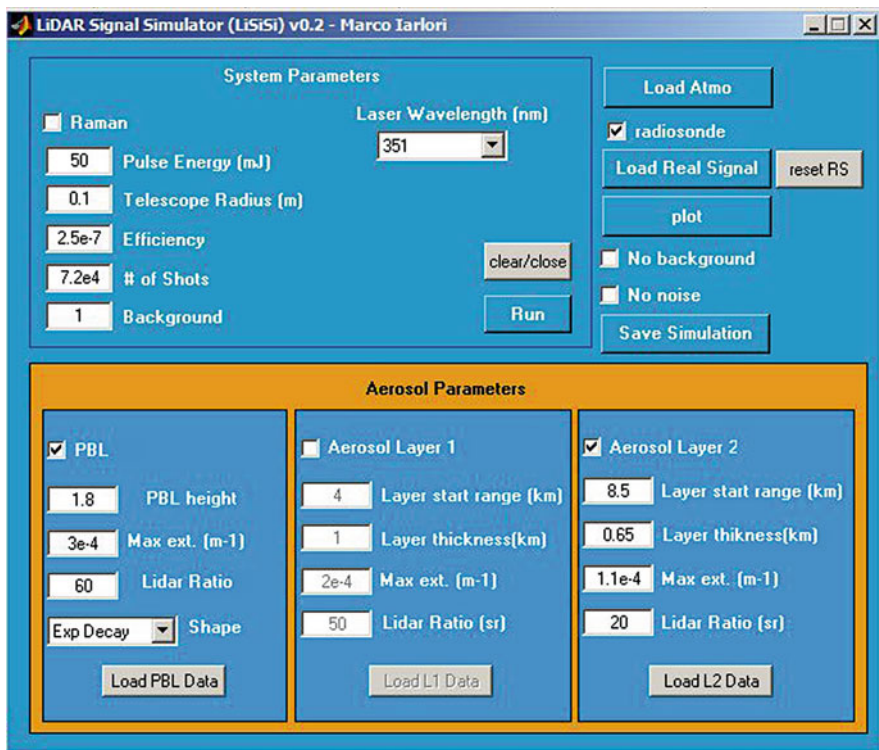 LiDAR Signal Simulator (LiSiSi) v0.2 - Marco Iarlori
System Parameters
Raman
Laser Wavelength (nm)
351
50 Pulse Energy (mJ)
0.1 Telescope Radius (m)
2.5e-7 Efficiency
7.2e4 # of Shots
1 Background
clear/close
Run
Load Atmo
radiosonde
Load Real Signal
reset RS
plot
No background
No noise
Save Simulation
Aerosol Parameters
PBL
1.8 PBL height
3e-4 Max ext. (m-1)
60 Lidar Ratio
Exp Decay Shape
Load PBL Data
Aerosol Layer 1
4 Layer start range (km)
1 Layer thickness(km)
2e-4 Max ext. (m-1)
50 Lidar Ratio (sr)
Load L1 Data
Aerosol Layer 2
8.5 Layer start range (km)
0.65 Layer thikness(km)
1.1e-4 Max ext. (m-1)
20 Lidar Ratio (sr)
Load L2 Data